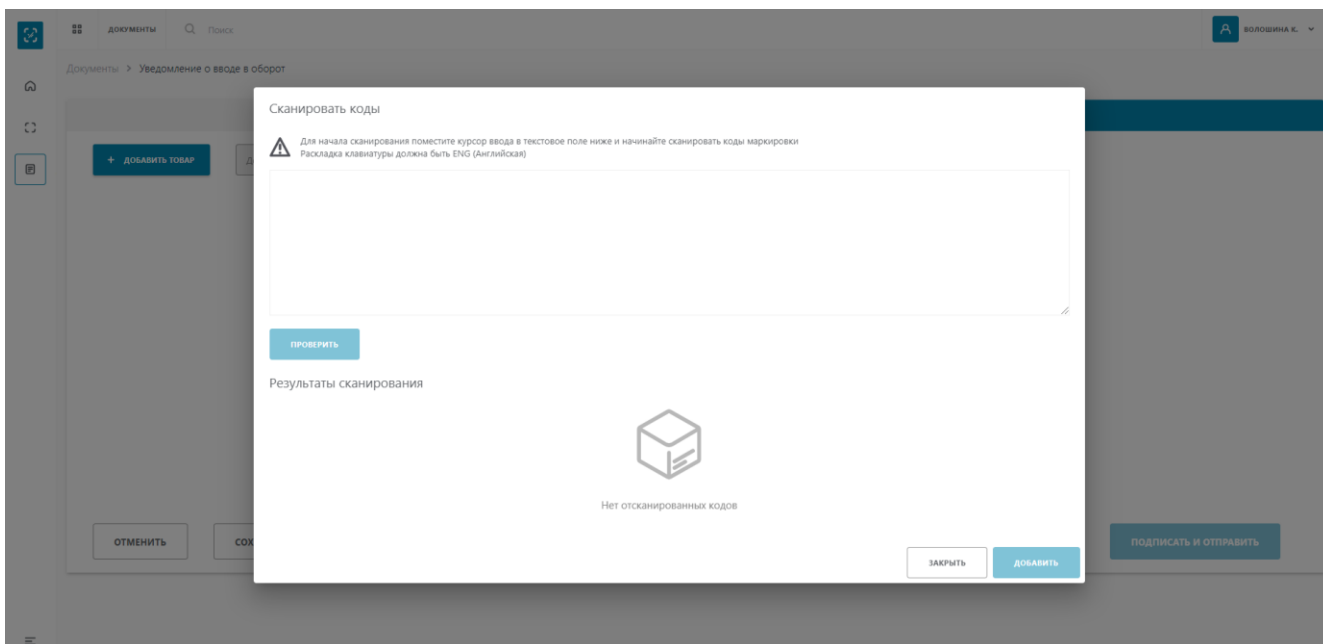 ДОКУМЕНТЫ Поиск ВОЛОШИНА К.
Документы > Уведомление о вводе в оборот
Сканировать коды
Для начала сканирования поместите курсор ввода в текстовое поле ниже и начинайте сканировать коды маркировки
Раскладка клавиатуры должна быть ENG (Английская)
+ ДОБАВИТЬ ТОВАР
ПРОВЕРИТЬ
Результаты сканирования
Нет отсканированных кодов
ОТМЕНИТЬ СОХ ПОДПИСАТЬ И ОТПРАВИТЬ
ЗАКРЫТЬ ДОБАВИТЬ